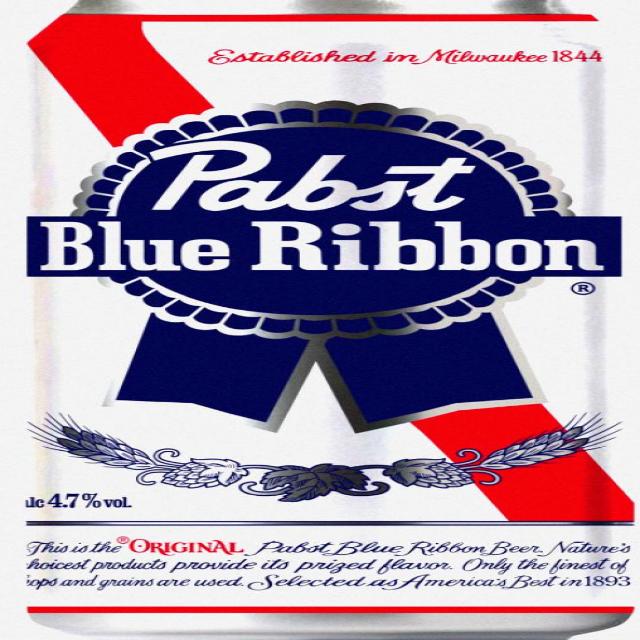 Established in Milwaukee 1844
Pabst
Blue Ribbon
®
alc 4.7% vol.
This is the ®ORIGINAL Pabst Blue Ribbon Beer. Nature's
hoicest products provide its prized flavor. Only the finest of
ops and grains are used. Selected as America's Best in 1893